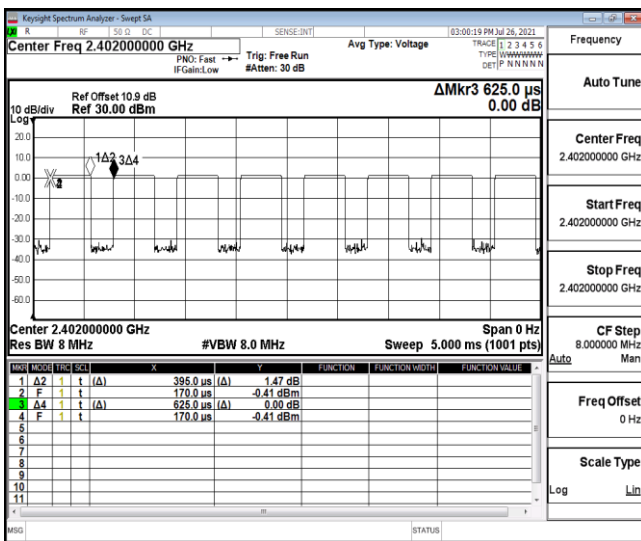 Keysight Spectrum Analyzer - Swept SA
R RF 50 Ω DC SENSE:INT 03:00:19 PM Jul 26, 2021
Center Freq 2.402000000 GHz
PNO: Fast
IFGain:Low
Trig: Free Run
#Atten: 30 dB
Avg Type: Voltage
TRACE 1 2 3 4 5 6
TYPE WWWWWW
DET P NNNNN
Ref Offset 10.9 dB
10 dB/div Ref 30.00 dBm
ΔMkr3 625.0 µs
0.00 dB
Log
20.0
10.0
0.00
-10.0
-20.0
-30.0
-40.0
-50.0
-60.0
1Δ2
3Δ4
Center 2.402000000 GHz Span 0 Hz
Res BW 8 MHz #VBW 8.0 MHz Sweep 5.000 ms (1001 pts)
MKR MODE TRC SCL X Y FUNCTION FUNCTION WIDTH FUNCTION VALUE
1 Δ2 1 t (Δ) 395.0 µs (Δ) 1.47 dB
2 F 1 t 170.0 µs -0.41 dBm
3 Δ4 1 t (Δ) 625.0 µs (Δ) 0.00 dB
4 F 1 t 170.0 µs -0.41 dBm
5
6
7
8
9
10
11
MSG STATUS
Frequency
Auto Tune
Center Freq
2.402000000 GHz
Start Freq
2.402000000 GHz
Stop Freq
2.402000000 GHz
CF Step
8.000000 MHz
Auto Man
Freq Offset
0 Hz
Scale Type
Log Lin